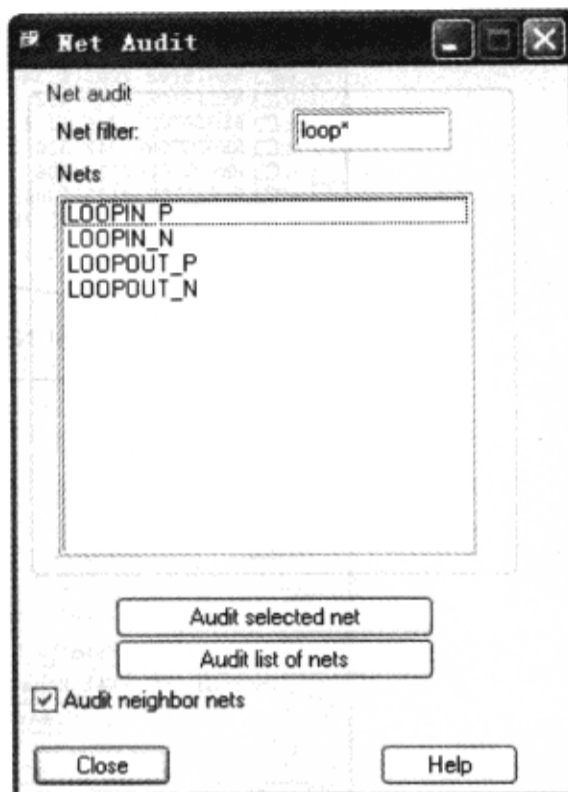 Net Audit
Net audit
Net filter: loop*
Nets
LOOPIN_P
LOOPIN_N
LOOPOUT_P
LOOPOUT_N
Audit selected net
Audit list of nets
Audit neighbor nets
Close Help